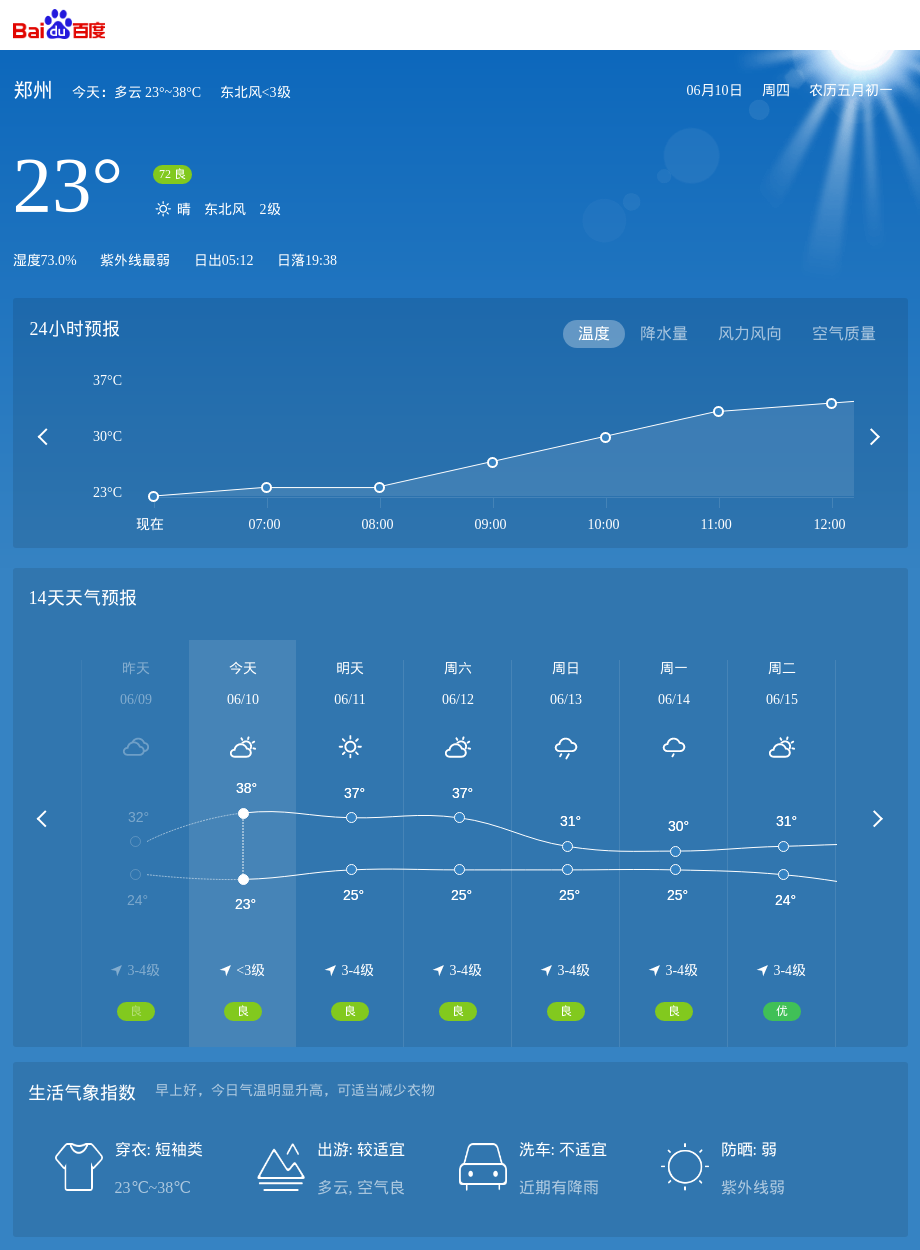 Bai du 百度
郑州 今天：多云 23°~38°C 东北风<3级 06月10日 周四 农历五月初一
23°
72 良
晴 东北风 2级
湿度73.0% 紫外线最弱 日出05:12 日落19:38
24小时预报 温度 降水量 风力风向 空气质量
37°C
30°C
23°C
现在 07:00 08:00 09:00 10:00 11:00 12:00
14天天气预报
昨天 今天 明天 周六 周日 周一 周二
06/09 06/10 06/11 06/12 06/13 06/14 06/15
32° 38° 37° 37° 31° 30° 31°
24° 23° 25° 25° 25° 25° 24°
3-4级 <3级 3-4级 3-4级 3-4级 3-4级 3-4级
良 良 良 良 良 良 优
生活气象指数 早上好，今日气温明显升高，可适当减少衣物
穿衣: 短袖类 出游: 较适宜 洗车: 不适宜 防晒: 弱
23℃~38℃ 多云, 空气良 近期有降雨 紫外线弱